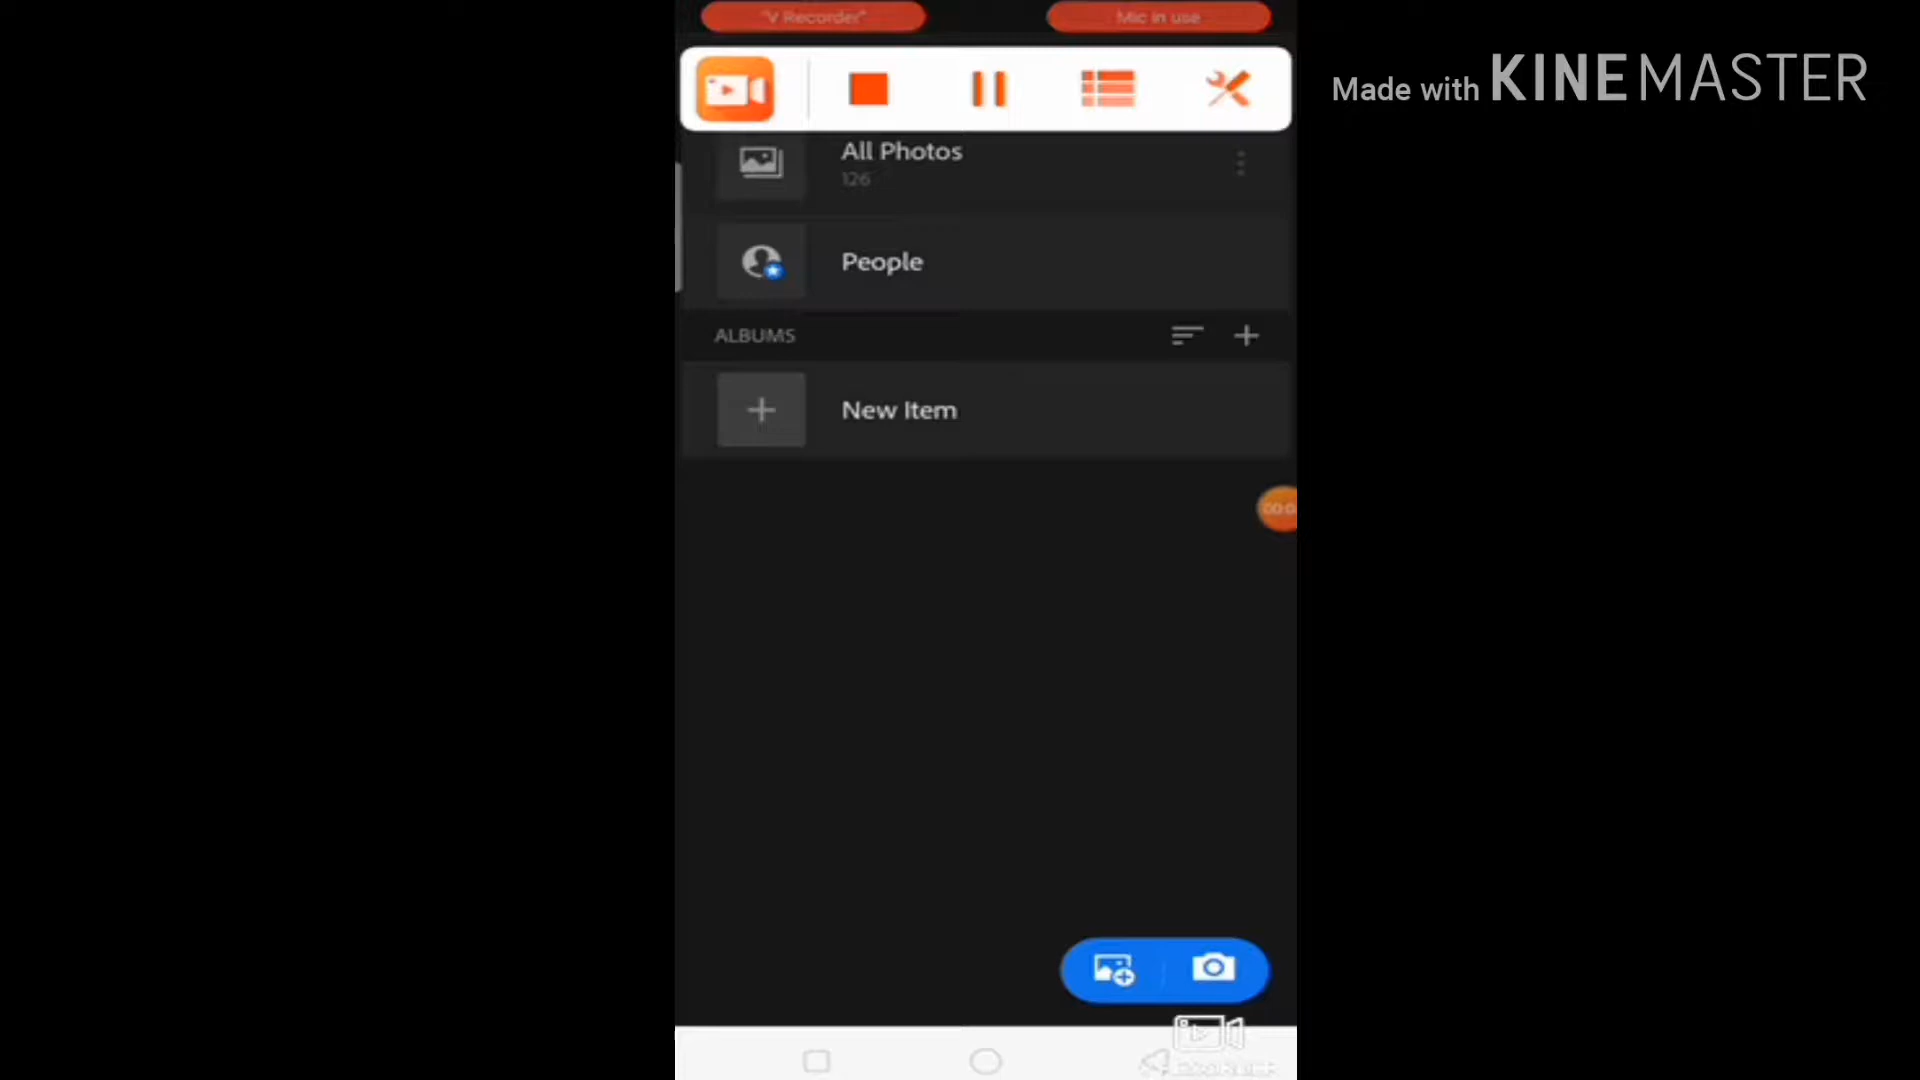 "V Recorder"
Mic in use
Made with KINEMASTER
All Photos
126
People
ALBUMS
New Item